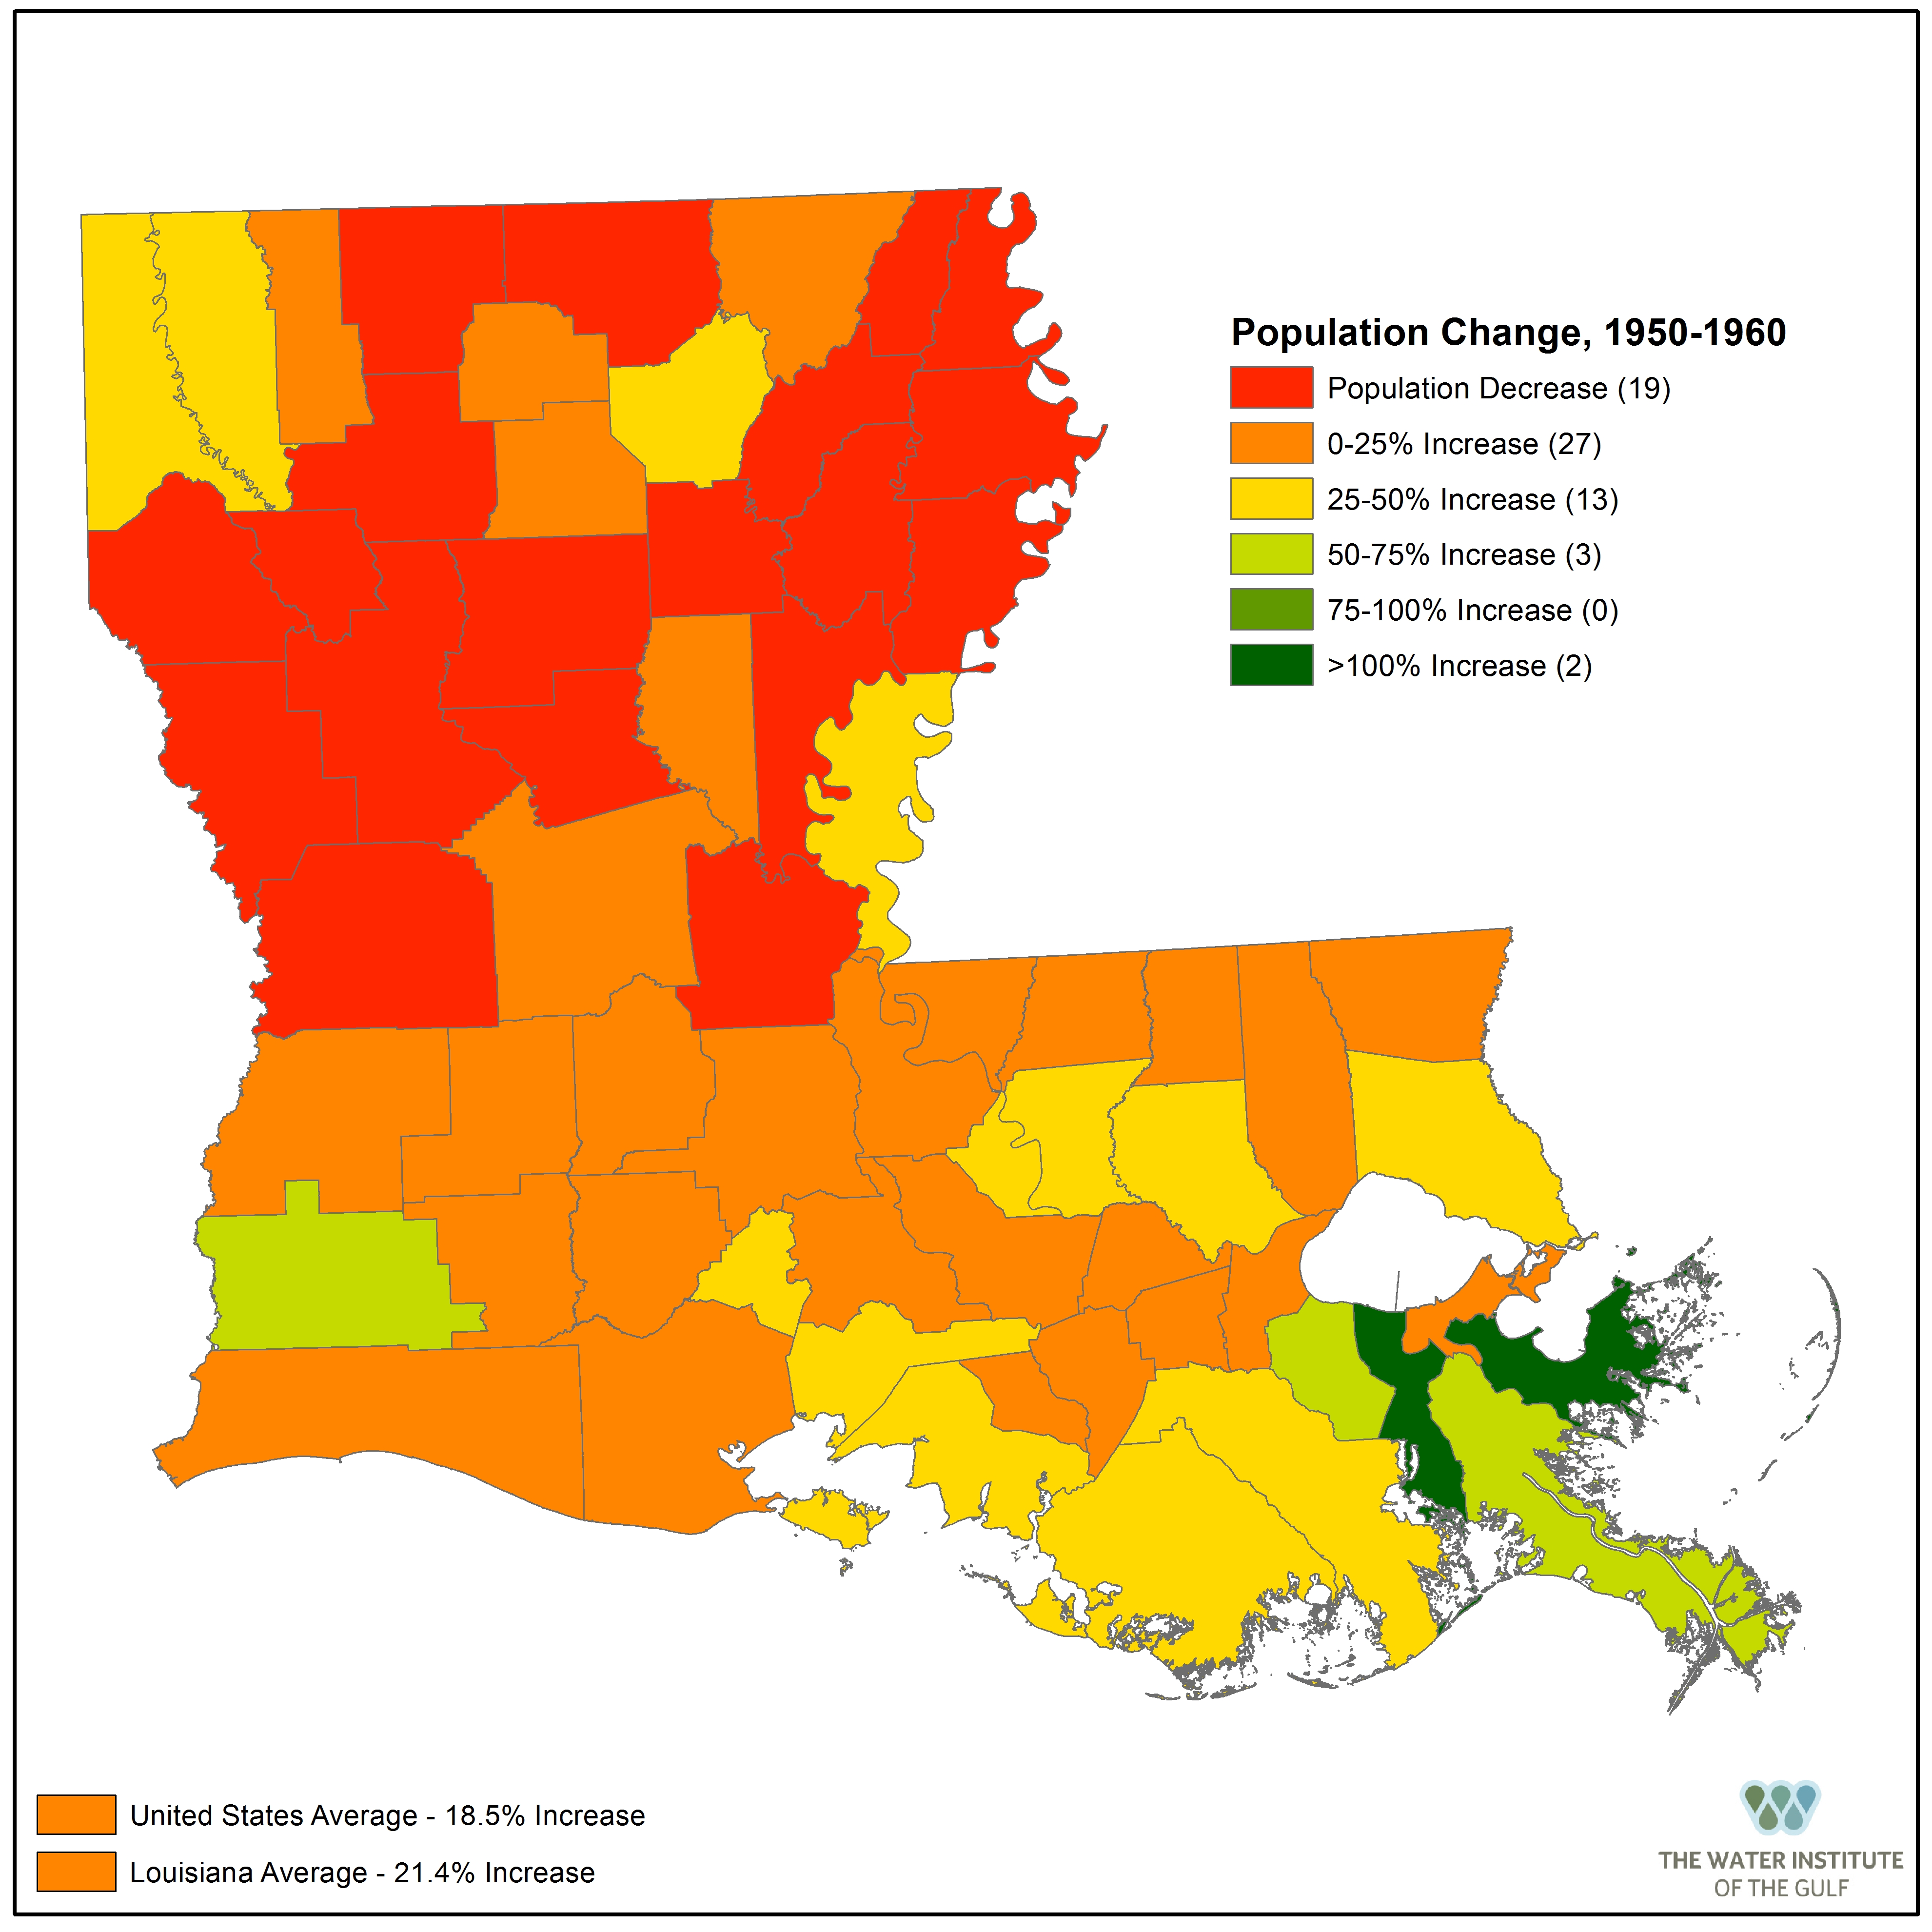 Population Change, 1950-1960
Population Decrease (19)
0-25% Increase (27)
25-50% Increase (13)
50-75% Increase (3)
75-100% Increase (0)
>100% Increase (2)
United States Average - 18.5% Increase
Louisiana Average - 21.4% Increase
THE WATER INSTITUTE
OF THE GULF